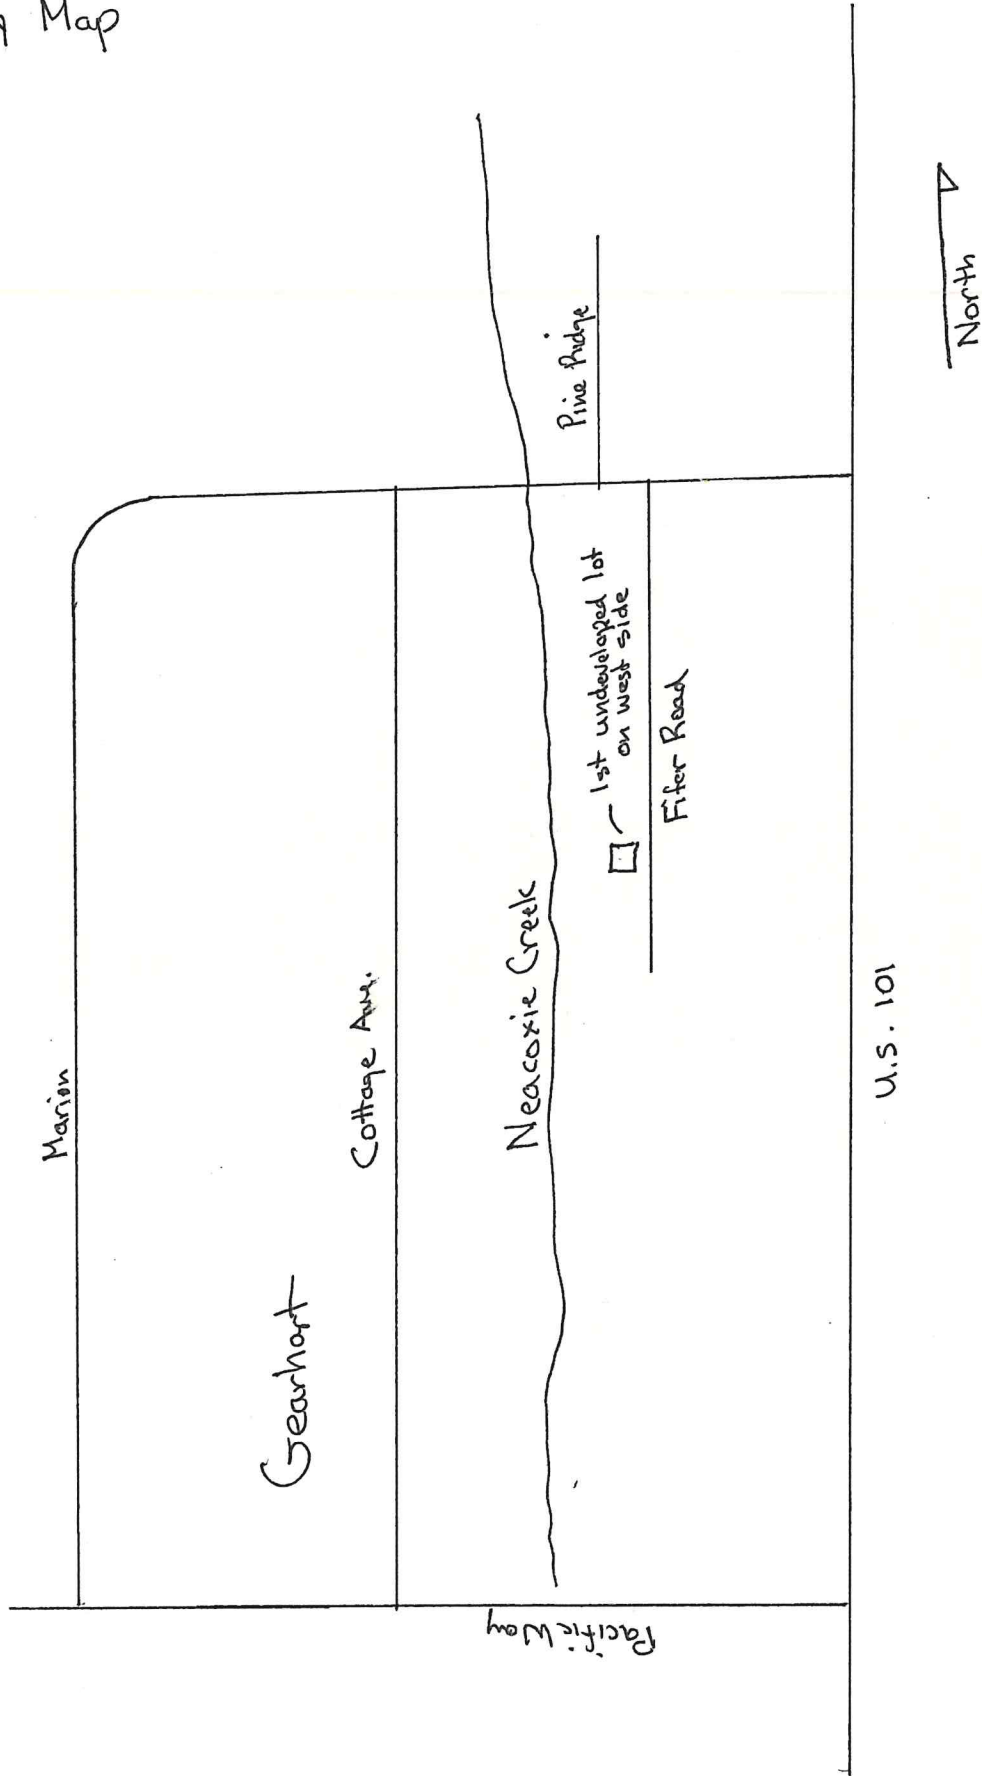 Map
Marion
Gearhart
Cottage Ave.
Neacoxie Creek
Pine Ridge
1st undeveloped lot
on west side
Fifer Road
U.S. 101
North
Pacific Way